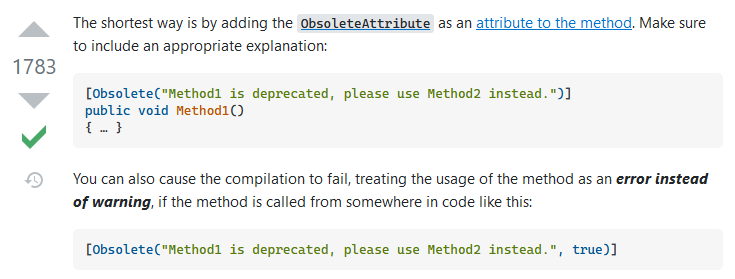 The shortest way is by adding the ObsoleteAttribute as an attribute to the method. Make sure
to include an appropriate explanation:
1783
[Obsolete("Method1 is deprecated, please use Method2 instead.")]
public void Method1()
{ … }
You can also cause the compilation to fail, treating the usage of the method as an error instead
of warning, if the method is called from somewhere in code like this:
[Obsolete("Method1 is deprecated, please use Method2 instead.", true)]